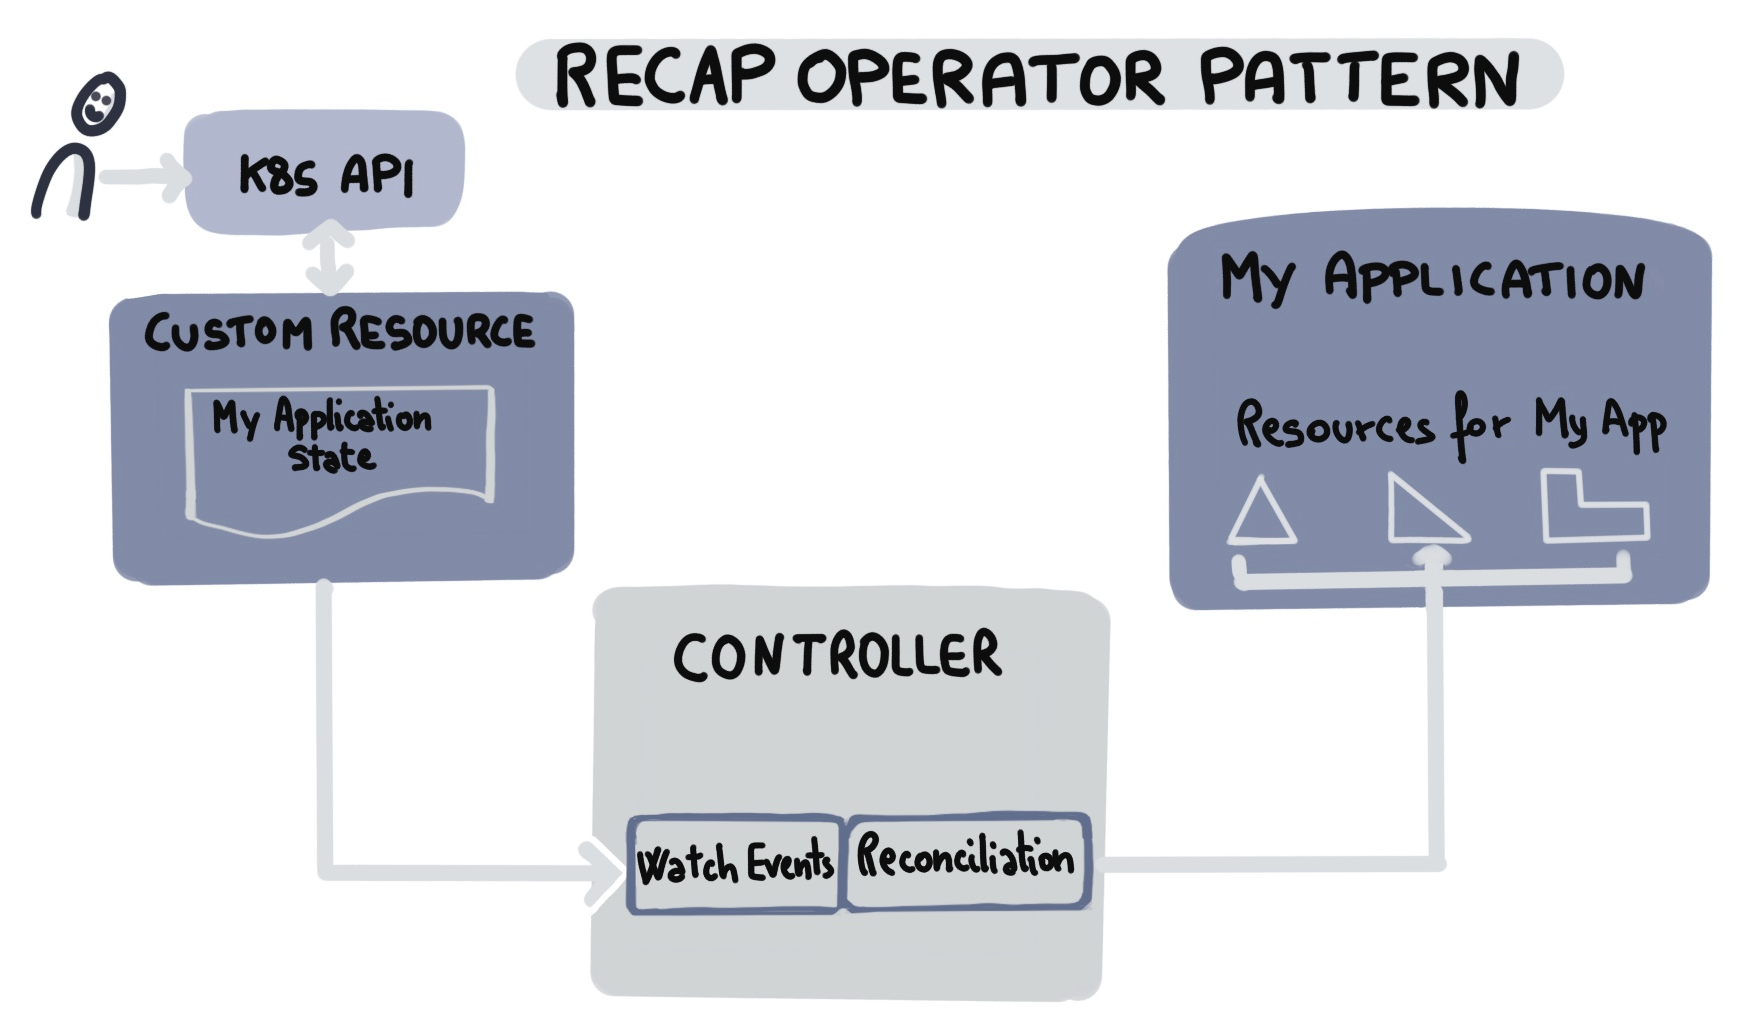 RECAP OPERATOR PATTERN
K8s API
CUSTOM RESOURCE
My Application
State
CONTROLLER
Watch Events
Reconciliation
My APPLICATION
Resources for My App